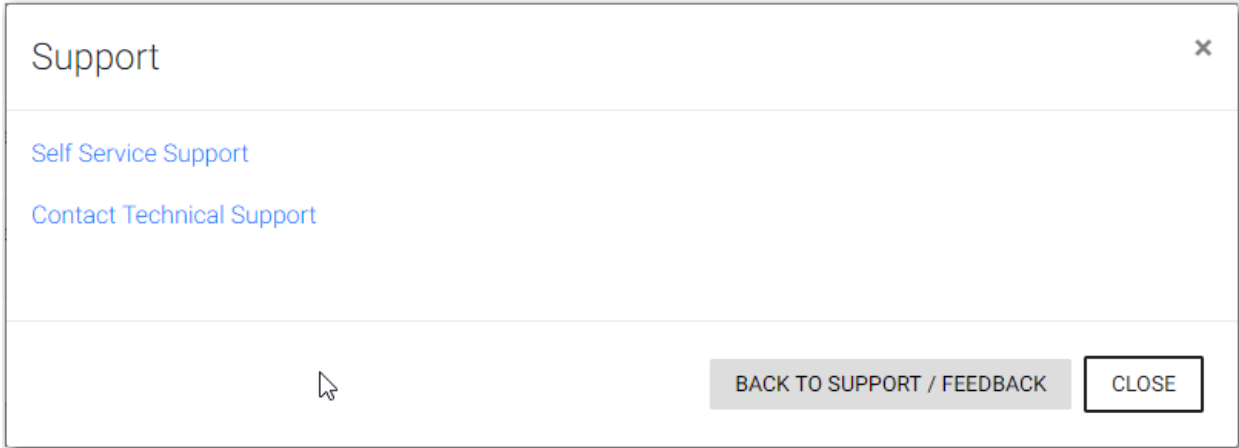 Support
Self Service Support
Contact Technical Support
BACK TO SUPPORT / FEEDBACK
CLOSE